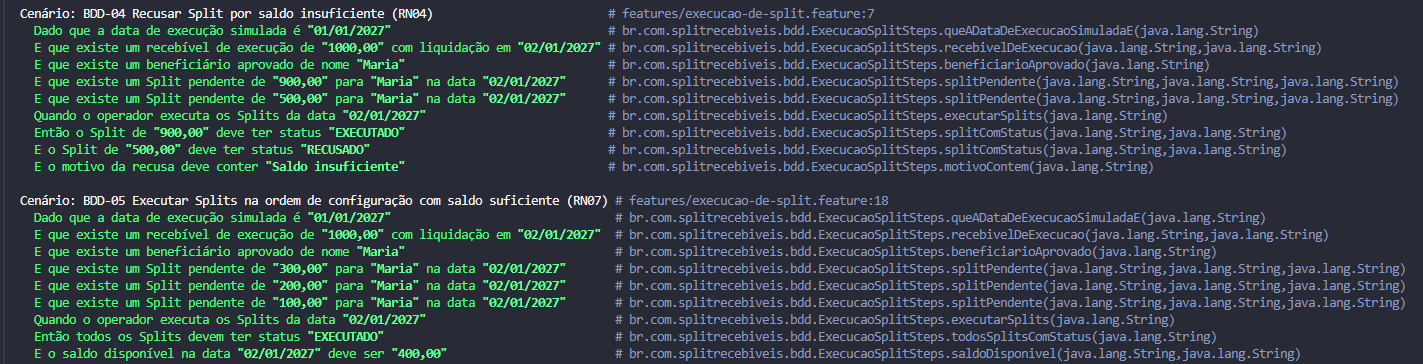 Cenário: BDD-04 Recusar Split por saldo insuficiente (RN04) # features/execucao-de-split.feature:7
Dado que a data de execução simulada é "01/01/2027" # br.com.splitrecebiveis.bdd.ExecucaoSplitSteps.queADataDeExecucaoSimuladaE(java.lang.String)
E que existe um recebível de execução de "1000,00" com liquidação em "02/01/2027" # br.com.splitrecebiveis.bdd.ExecucaoSplitSteps.recebivelDeExecucao(java.lang.String,java.lang.String)
E que existe um beneficiário aprovado de nome "Maria" # br.com.splitrecebiveis.bdd.ExecucaoSplitSteps.beneficiarioAprovado(java.lang.String)
E que existe um Split pendente de "900,00" para "Maria" na data "02/01/2027" # br.com.splitrecebiveis.bdd.ExecucaoSplitSteps.splitPendente(java.lang.String,java.lang.String,java.lang.String)
E que existe um Split pendente de "500,00" para "Maria" na data "02/01/2027" # br.com.splitrecebiveis.bdd.ExecucaoSplitSteps.splitPendente(java.lang.String,java.lang.String,java.lang.String)
Quando o operador executa os Splits da data "02/01/2027" # br.com.splitrecebiveis.bdd.ExecucaoSplitSteps.executarSplits(java.lang.String)
Então o Split de "900,00" deve ter status "EXECUTADO" # br.com.splitrecebiveis.bdd.ExecucaoSplitSteps.splitComStatus(java.lang.String,java.lang.String)
E o Split de "500,00" deve ter status "RECUSADO" # br.com.splitrecebiveis.bdd.ExecucaoSplitSteps.splitComStatus(java.lang.String,java.lang.String)
E o motivo da recusa deve conter "Saldo insuficiente" # br.com.splitrecebiveis.bdd.ExecucaoSplitSteps.motivoContem(java.lang.String)
Cenário: BDD-05 Executar Splits na ordem de configuração com saldo suficiente (RN07) # features/execucao-de-split.feature:18
Dado que a data de execução simulada é "01/01/2027" # br.com.splitrecebiveis.bdd.ExecucaoSplitSteps.queADataDeExecucaoSimuladaE(java.lang.String)
E que existe um recebível de execução de "1000,00" com liquidação em "02/01/2027" # br.com.splitrecebiveis.bdd.ExecucaoSplitSteps.recebivelDeExecucao(java.lang.String,java.lang.String)
E que existe um beneficiário aprovado de nome "Maria" # br.com.splitrecebiveis.bdd.ExecucaoSplitSteps.beneficiarioAprovado(java.lang.String)
E que existe um Split pendente de "300,00" para "Maria" na data "02/01/2027" # br.com.splitrecebiveis.bdd.ExecucaoSplitSteps.splitPendente(java.lang.String,java.lang.String,java.lang.String)
E que existe um Split pendente de "200,00" para "Maria" na data "02/01/2027" # br.com.splitrecebiveis.bdd.ExecucaoSplitSteps.splitPendente(java.lang.String,java.lang.String,java.lang.String)
E que existe um Split pendente de "100,00" para "Maria" na data "02/01/2027" # br.com.splitrecebiveis.bdd.ExecucaoSplitSteps.splitPendente(java.lang.String,java.lang.String,java.lang.String)
Quando o operador executa os Splits da data "02/01/2027" # br.com.splitrecebiveis.bdd.ExecucaoSplitSteps.executarSplits(java.lang.String)
Então todos os Splits devem ter status "EXECUTADO" # br.com.splitrecebiveis.bdd.ExecucaoSplitSteps.todosSplitsComStatus(java.lang.String)
E o saldo disponível na data "02/01/2027" deve ser "400,00" # br.com.splitrecebiveis.bdd.ExecucaoSplitSteps.saldoDisponivel(java.lang.String,java.lang.String)